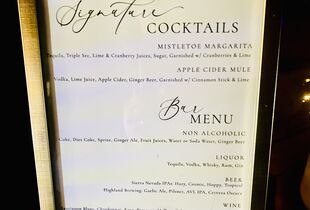 Signature
COCKTAILS
MISTLETOE MARGARITA
Tequila, Triple Sec, Lime & Cranberry Juices, Sugar, Garnished w/ Cranberries & Lime
APPLE CIDER MULE
Vodka, Lime Juice, Apple Cider, Ginger Beer, Garnished w/ Cinnamon Stick & Lime
Bar
MENU
NON ALCOHOLIC
Coke, Diet Coke, Sprite, Ginger Ale, Fruit Juices, Water or Soda Water, Ginger Beer
LIQUOR
Tequila, Vodka, Whisky, Rum, Gin
BEER
Sierra Nevada IPAs: Hazy, Cosmic, Hoppy, Tropical
Highland Brewing: Gaelic Ale, Pilsner, AVL IPA, Cerveza Oscura
WINE